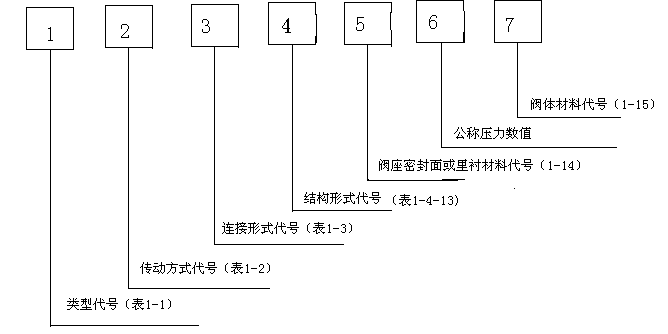 1 2 3 4 5 6 7
阀体材料代号（1-15）
公称压力数值
阀座密封面或里衬材料代号（1-14）
结构形式代号（表1-4-13）
连接形式代号（表1-3）
传动方式代号（表1-2）
类型代号（表1-1）